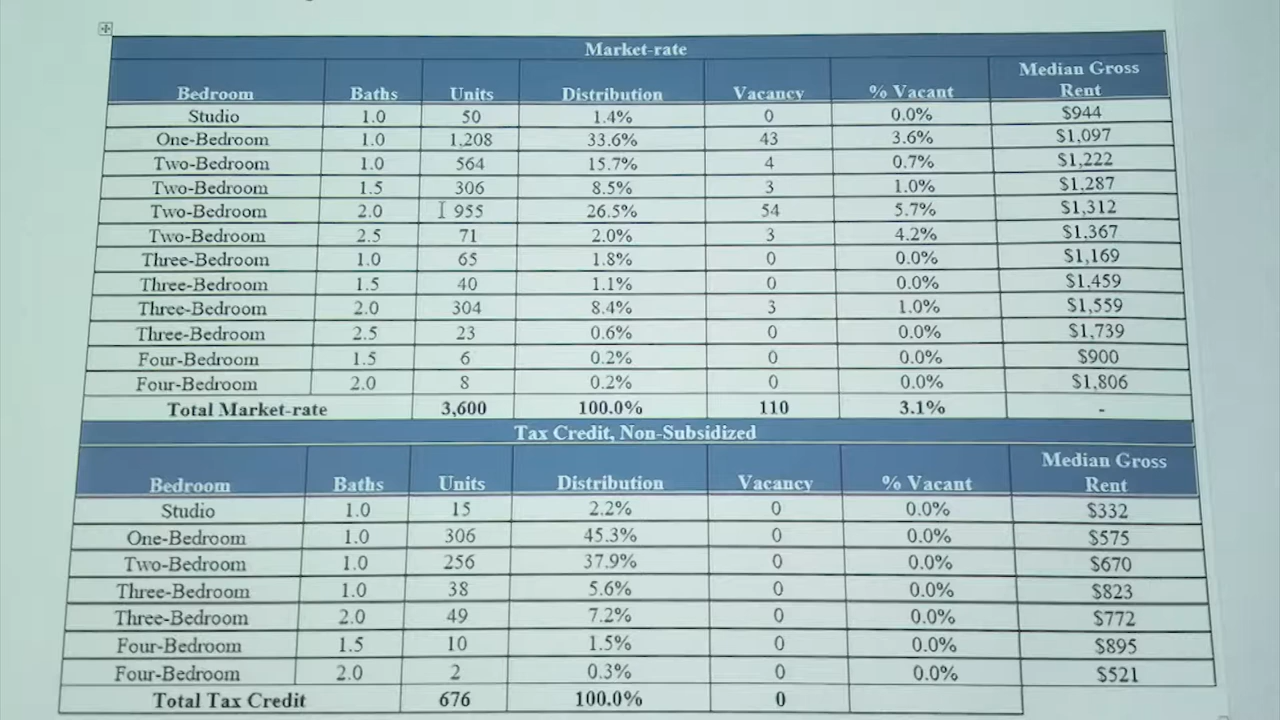 Market-rate
Bedroom Baths Units Distribution Vacancy % Vacant Median Gross Rent
Studio 1.0 50 1.4% 0 0.0% $944
One-Bedroom 1.0 1,208 33.6% 43 3.6% $1,097
Two-Bedroom 1.0 564 15.7% 4 0.7% $1,222
Two-Bedroom 1.5 306 8.5% 3 1.0% $1,287
Two-Bedroom 2.0 955 26.5% 54 5.7% $1,312
Two-Bedroom 2.5 71 2.0% 3 4.2% $1,367
Three-Bedroom 1.0 65 1.8% 0 0.0% $1,169
Three-Bedroom 1.5 40 1.1% 0 0.0% $1,459
Three-Bedroom 2.0 304 8.4% 3 1.0% $1,559
Three-Bedroom 2.5 23 0.6% 0 0.0% $1,739
Four-Bedroom 1.5 6 0.2% 0 0.0% $900
Four-Bedroom 2.0 8 0.2% 0 0.0% $1,806
Total Market-rate 3,600 100.0% 110 3.1% -
Tax Credit, Non-Subsidized
Bedroom Baths Units Distribution Vacancy % Vacant Median Gross Rent
Studio 1.0 15 2.2% 0 0.0% $332
One-Bedroom 1.0 306 45.3% 0 0.0% $575
Two-Bedroom 1.0 256 37.9% 0 0.0% $670
Three-Bedroom 1.0 38 5.6% 0 0.0% $823
Three-Bedroom 2.0 49 7.2% 0 0.0% $772
Four-Bedroom 1.5 10 1.5% 0 0.0% $895
Four-Bedroom 2.0 2 0.3% 0 0.0% $521
Total Tax Credit 676 100.0% 0